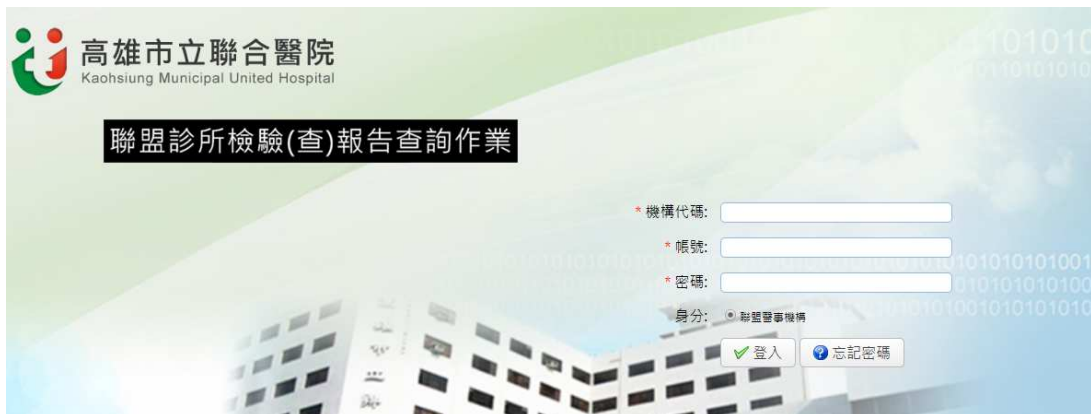 高雄市立聯合醫院
Kaohsiung Municipal United Hospital
聯盟診所檢驗(查)報告查詢作業
* 機構代碼:
* 帳號:
* 密碼:
身分: 聯盟醫事機構
登入 忘記密碼